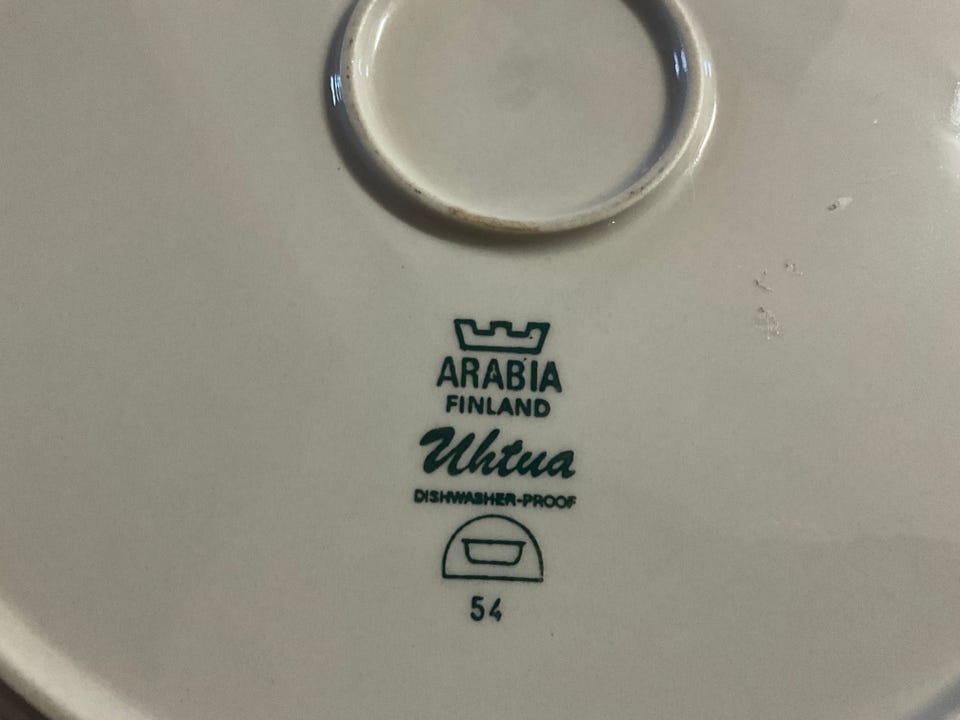 ARABIA
FINLAND
Uhtua
DISHWASHER-PROOF
54